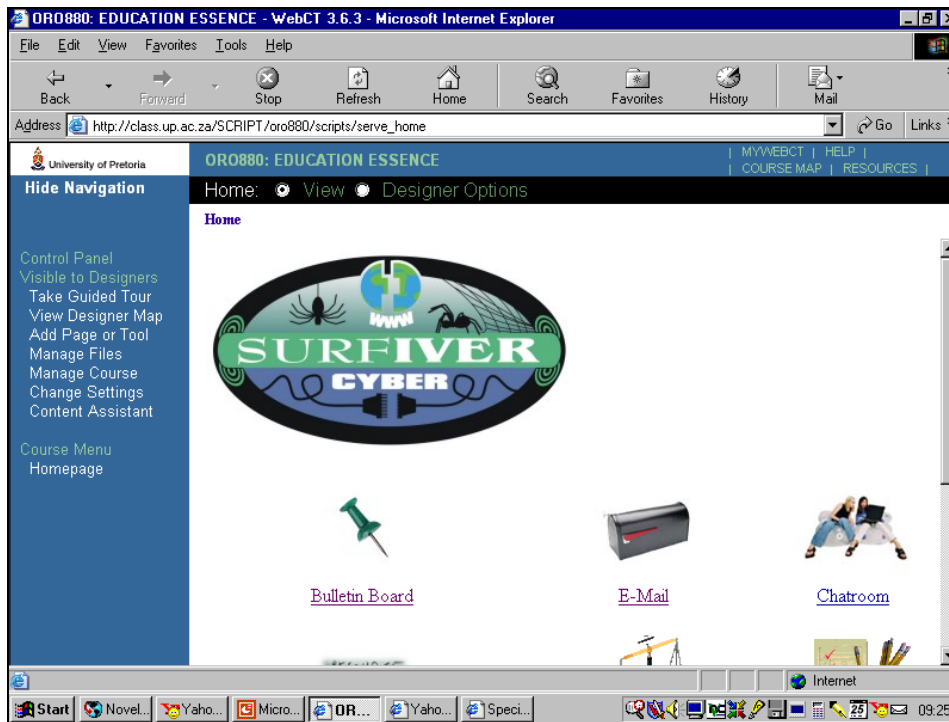 ORO880: EDUCATION ESSENCE - WebCT 3.6.3 - Microsoft Internet Explorer
File Edit View Favorites Tools Help
Back Forward Stop Refresh Home Search Favorites History Mail
Address http://class.up.ac.za/SCRIPT/oro880/scripts/serve_home Go Links
University of Pretoria
ORO880: EDUCATION ESSENCE
| MYWEBCT | HELP |
| COURSE MAP | RESOURCES |
Hide Navigation
Home: View Designer Options
Home
Control Panel
Visible to Designers
Take Guided Tour
View Designer Map
Add Page or Tool
Manage Files
Manage Course
Change Settings
Content Assistant
Course Menu
Homepage
WWW
SURFIVER
CYBER
Bulletin Board E-Mail Chatroom
Internet
Start Novel... Yaho... Micro... OR... Yaho... Speci... 25